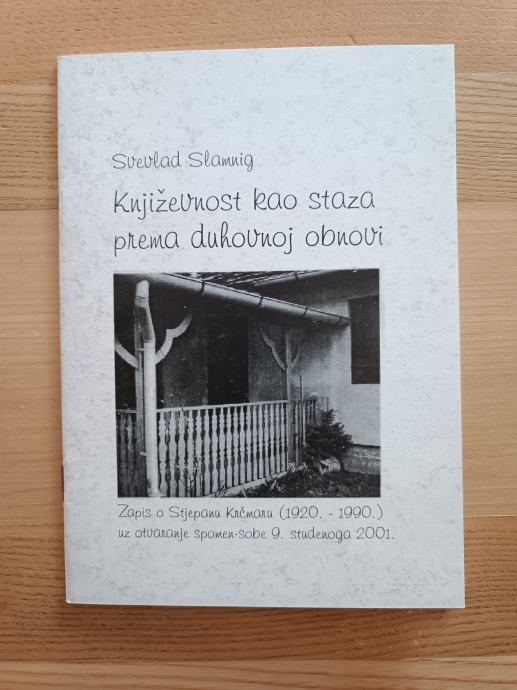 Svevlad Slamnig
Književnost kao staza
prema duhovnoj obnovi
Zapis o Stjepanu Krčmaru (1920. - 1990.)
uz otvaranje spomen-sobe 9. studenoga 2001.